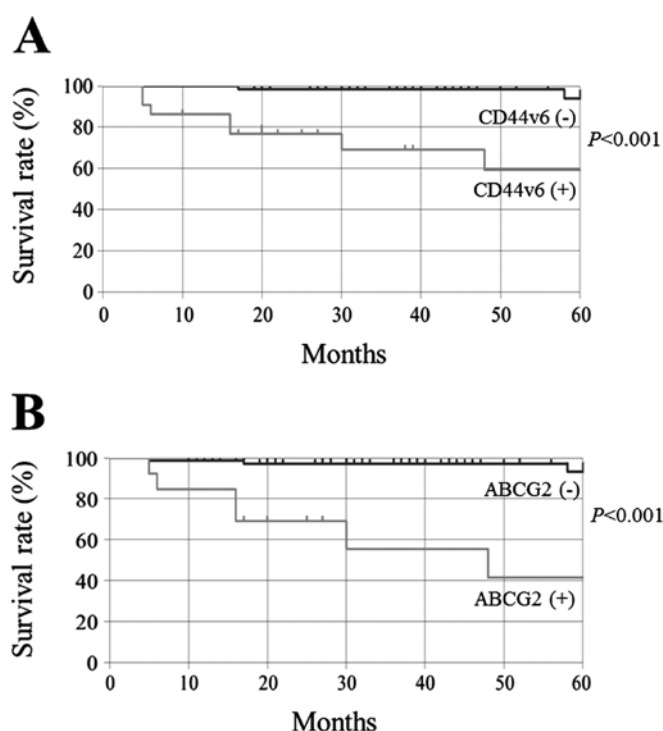 A
Survival rate (%)
100
80
60
40
20
0
CD44v6 (-)
P<0.001
CD44v6 (+)
0 10 20 30 40 50 60
Months
B
Survival rate (%)
100
80
60
40
20
0
ABCG2 (-)
P<0.001
ABCG2 (+)
0 10 20 30 40 50 60
Months